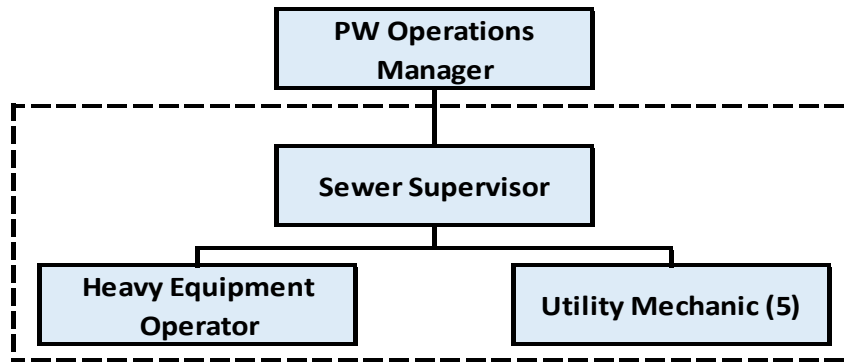 PW Operations
Manager
Sewer Supervisor
Heavy Equipment
Operator
Utility Mechanic (5)